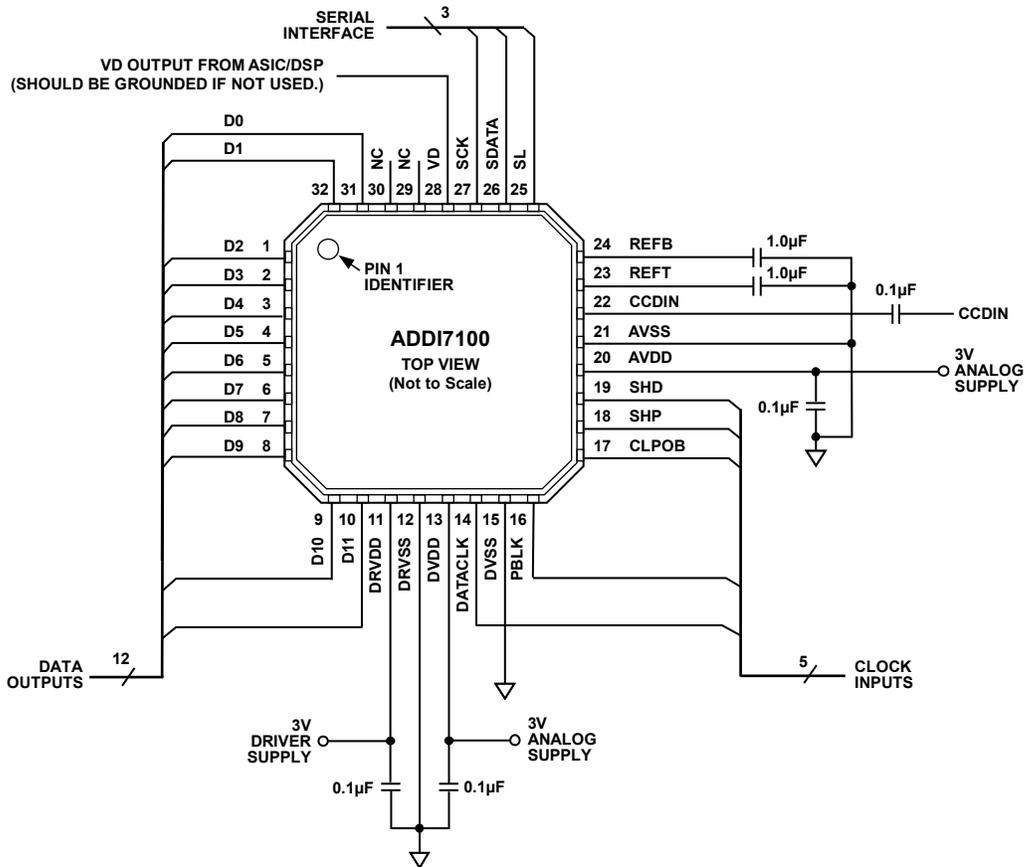 SERIAL
INTERFACE
3
VD OUTPUT FROM ASIC/DSP
(SHOULD BE GROUNDED IF NOT USED.)
D0
D1
NC
NC
VD
SCK
SDATA
SL
32 31 30 29 28 27 26 25
D2 1
D3 2
D4 3
D5 4
D6 5
D7 6
D8 7
D9 8
PIN 1
IDENTIFIER
ADDI7100
TOP VIEW
(Not to Scale)
24 REFB
23 REFT
22 CCDIN
21 AVSS
20 AVDD
19 SHD
18 SHP
17 CLPOB
1.0µF
1.0µF
0.1µF
CCDIN
3V
ANALOG
SUPPLY
0.1µF
9 10 11 12 13 14 15 16
D10
D11
DRVDD
DRVSS
DVDD
DATACLK
DVSS
PBLK
DATA
OUTPUTS
12
5
CLOCK
INPUTS
3V
DRIVER
SUPPLY
3V
ANALOG
SUPPLY
0.1µF
0.1µF